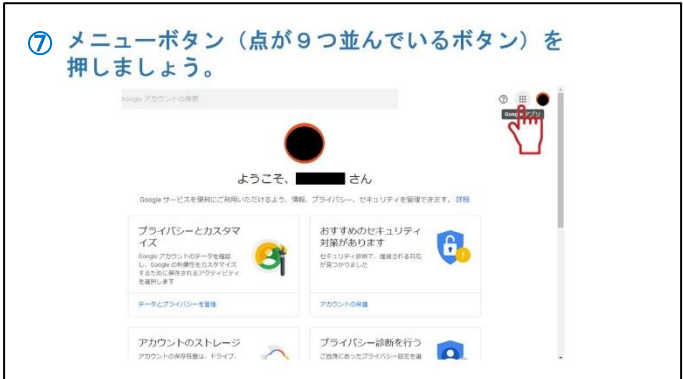 ⑦ メニューボタン（点が９つ並んでいるボタン）を
押しましょう。
Google アカウントの検索
Google アプリ
ようこそ、 さん
Google サービスを便利にご利用いただけるよう、情報、プライバシー、セキュリティを管理できます。 詳細
プライバシーとカスタマ
イズ
Google アカウントのデータを確認
し、Google の利便性をカスタマイズ
するために保存されるアクティビティ
を選択します
データとプライバシーを管理
おすすめのセキュリティ
対策があります
セキュリティ診断で、推奨される対応
が見つかりました
アカウントの保護
アカウントのストレージ
アカウントの保存容量は、ドライブ、
プライバシー診断を行う
ご自身にあったプライバシー設定を選